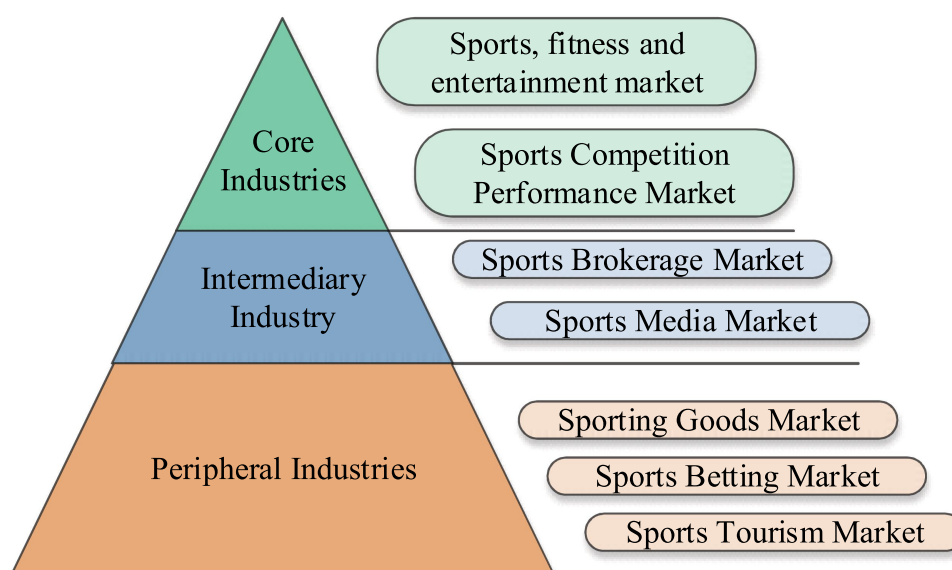 Sports, fitness and
entertainment market
Core
Industries
Sports Competition
Performance Market
Intermediary
Industry
Sports Brokerage Market
Sports Media Market
Peripheral Industries
Sporting Goods Market
Sports Betting Market
Sports Tourism Market